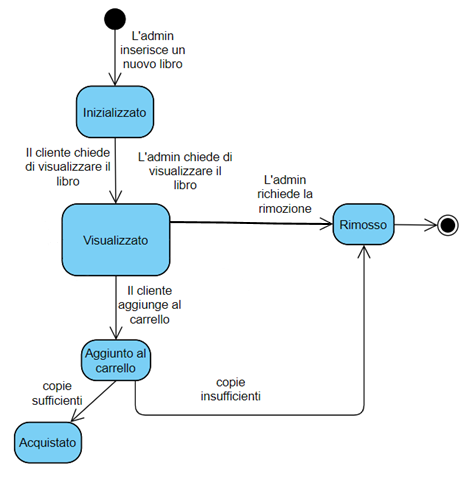 L'admin
inserisce un
nuovo libro
Inizializzato
Il cliente chiede
di visualizzare il
libro
L'admin chiede di
visualizzare il
libro
L'admin
richiede la
rimozione
Visualizzato
Rimosso
Il cliente
aggiunge al
carrello
Aggiunto al
carrello
copie
sufficienti
copie
insufficienti
Acquistato